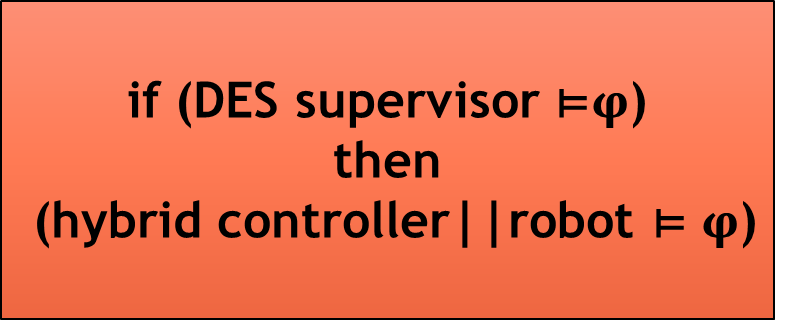 if (DES supervisor ⊨φ)
then
(hybrid controller||robot ⊨ φ)